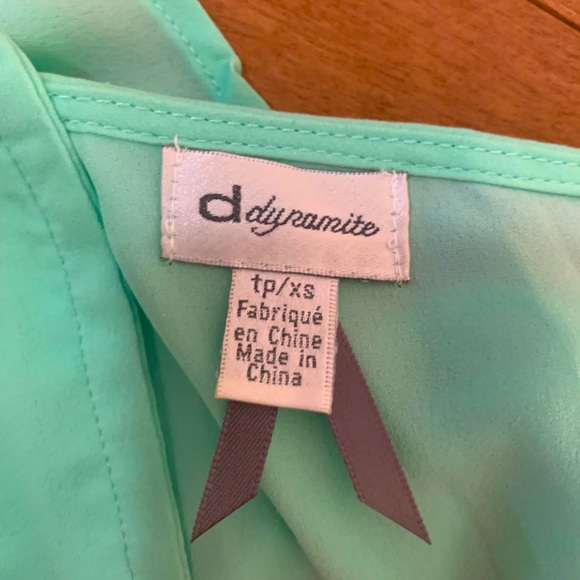 d dynamite
tp/xs
Fabriqué
en Chine
Made in
China